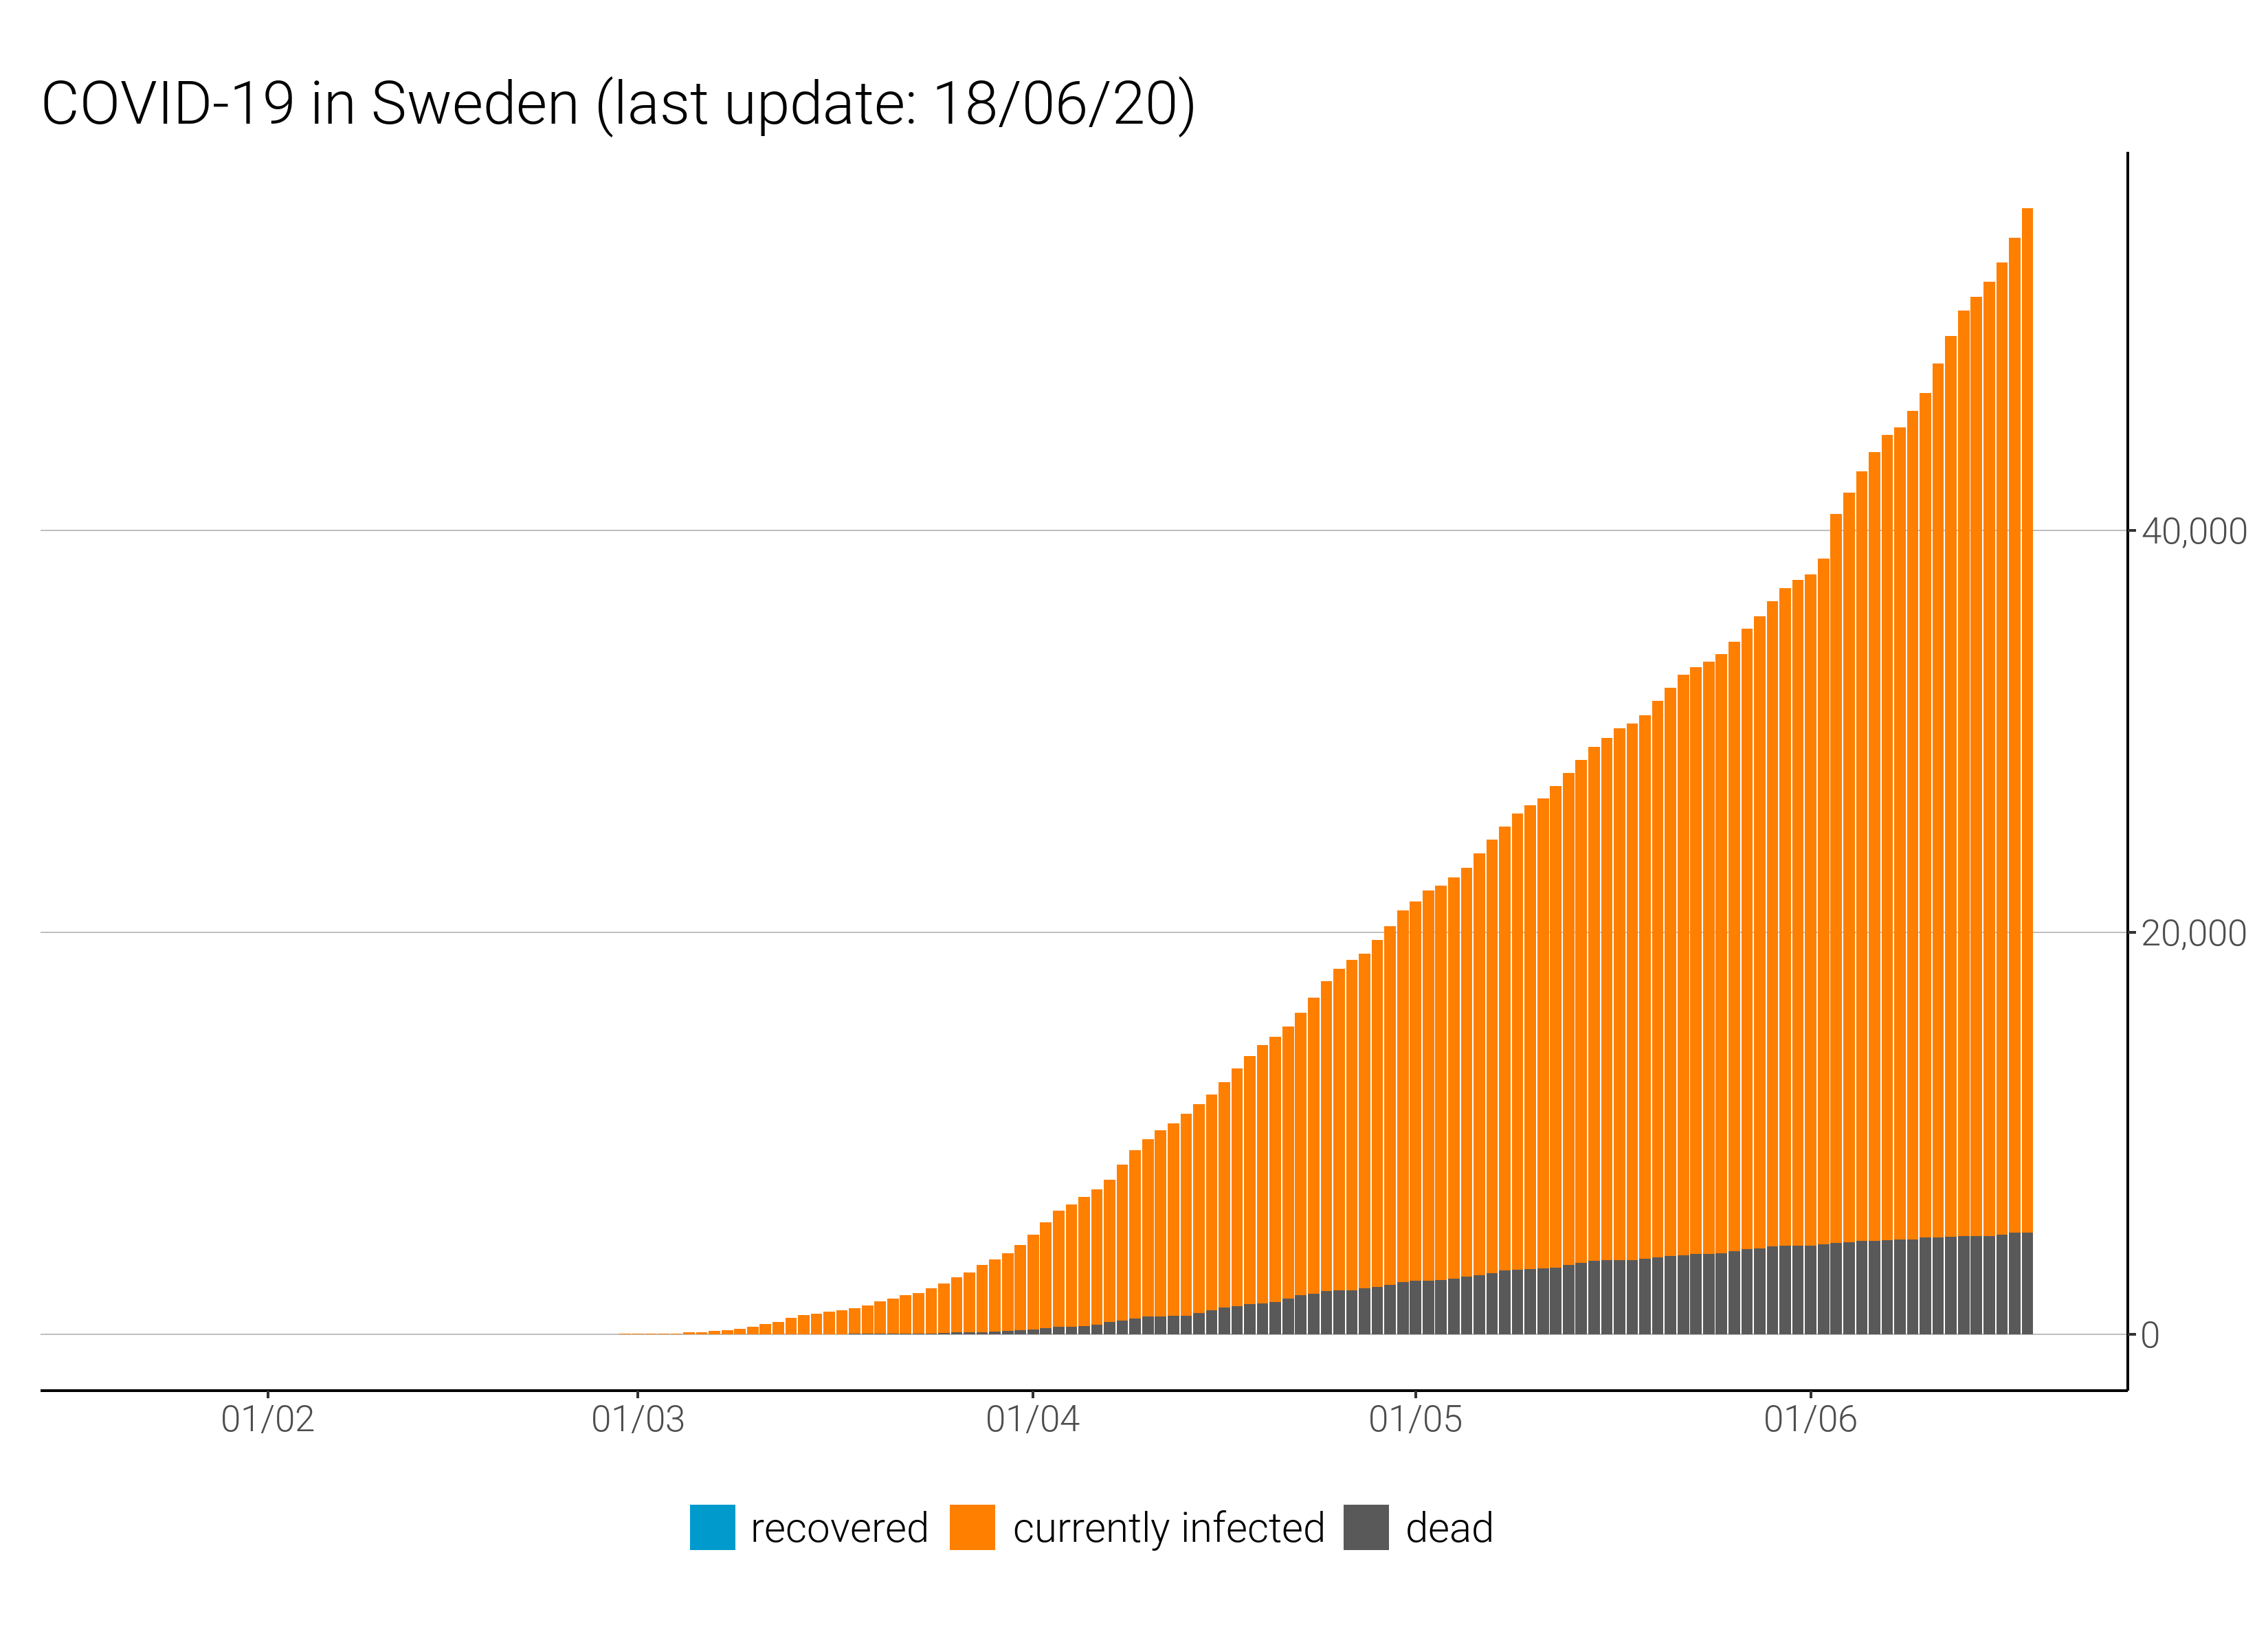 COVID-19 in Sweden (last update: 18/06/20)
40,000
20,000
0
01/02 01/03 01/04 01/05 01/06
recovered currently infected dead